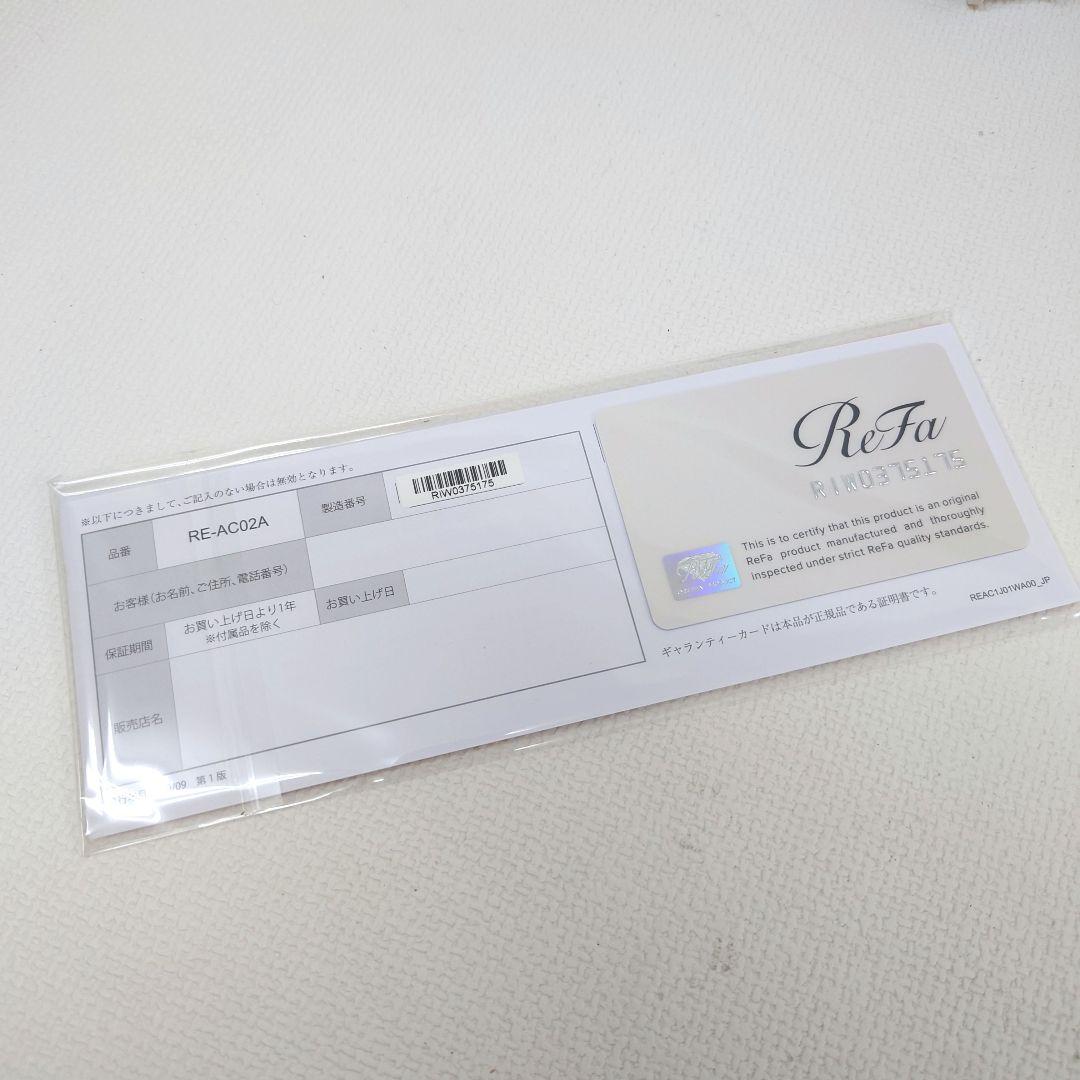 ※以下につきまして、ご記入のない場合は無効となります。
品番
RE-AC02A
製造番号
RIW0375175
お客様(お名前、ご住所、電話番号)
保証期間
お買い上げ日より1年
※付属品を除く
お買い上げ日
販売店名
/09 第1版
ReFa
RIW0375175
This is to certify that this product is an original
ReFa product manufactured and thoroughly
inspected under strict ReFa quality standards.
ギャランティーカードは本品が正規品である証明書です。
REAC1J01WA00_JP